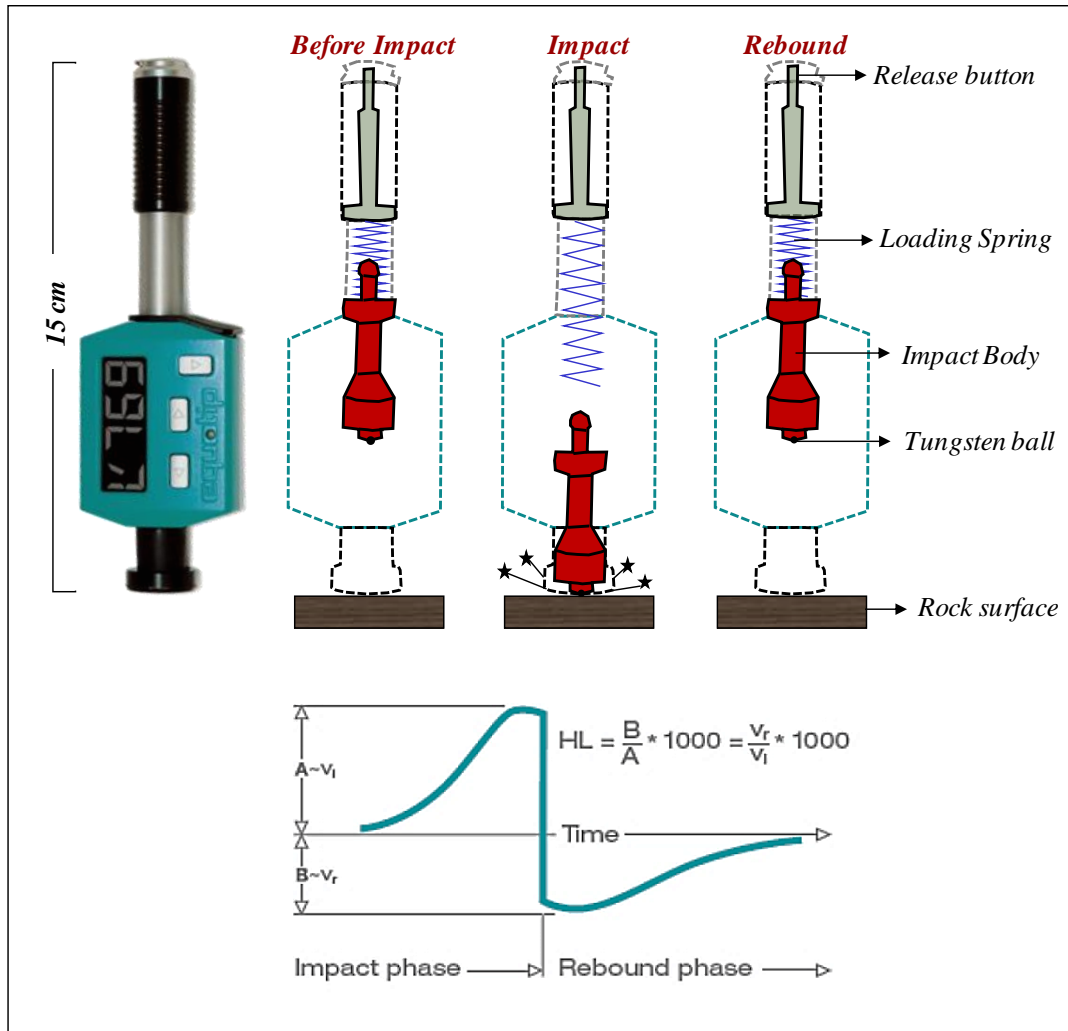 Before Impact
Impact
Rebound
Release button
15 cm
Loading Spring
Impact Body
Tungsten ball
Rock surface
HL = B/A * 1000 = vr/vI * 1000
A~vI
Time
B~vr
Impact phase
Rebound phase